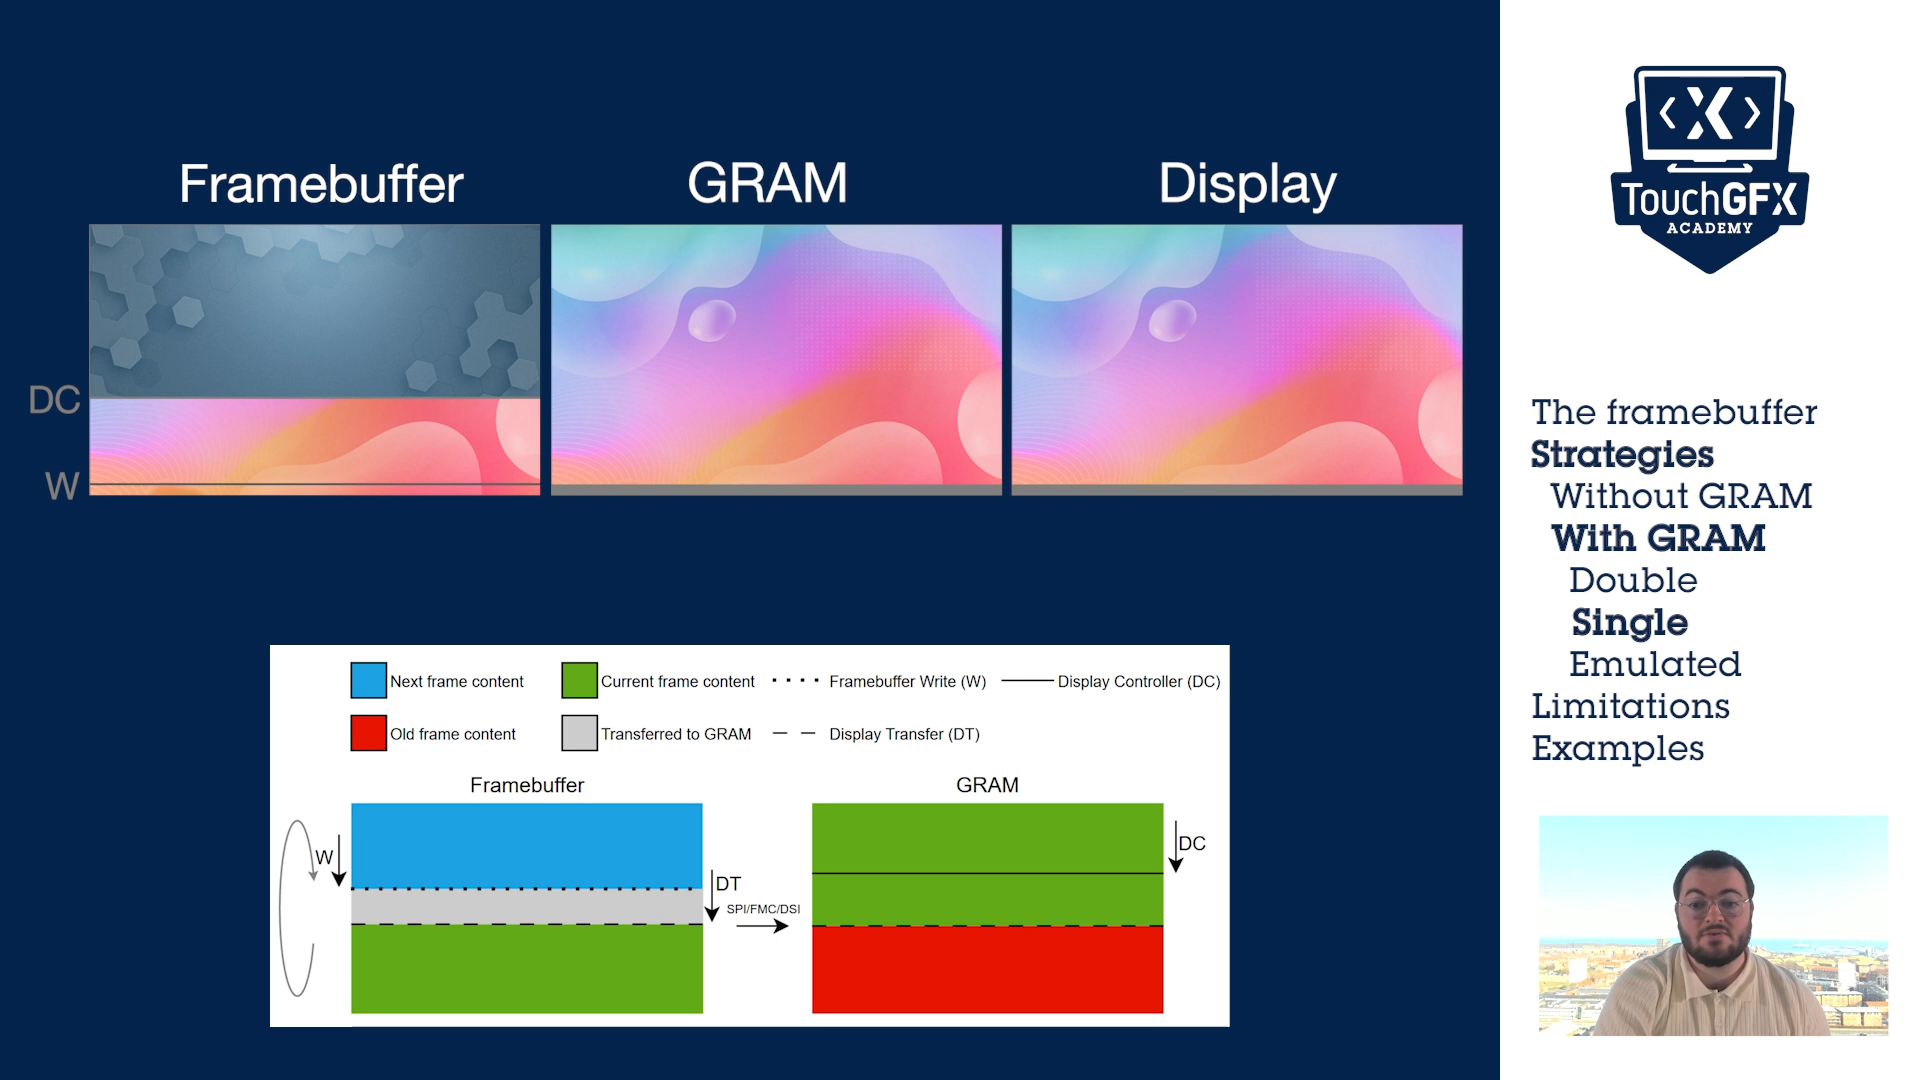 Framebuffer
GRAM
Display
DC
W
Next frame content
Current frame content
Framebuffer Write (W)
Display Controller (DC)
Old frame content
Transferred to GRAM
Display Transfer (DT)
Framebuffer
GRAM
W
DT
SPI/FMC/DSI
DC
TouchGFX
ACADEMY
The framebuffer
Strategies
Without GRAM
With GRAM
Double
Single
Emulated
Limitations
Examples